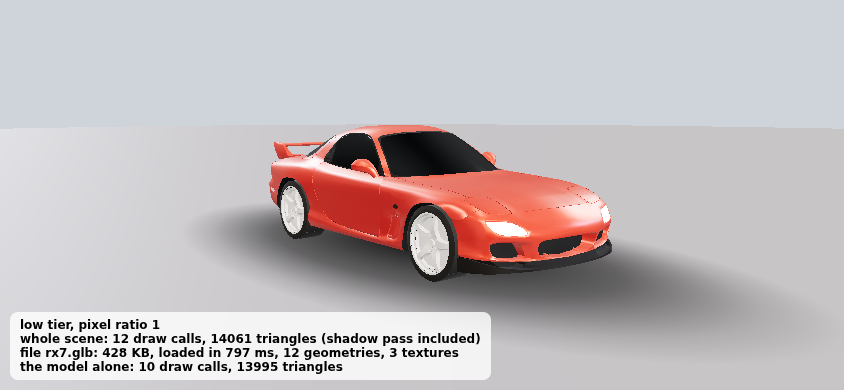 low tier, pixel ratio 1
whole scene: 12 draw calls, 14061 triangles (shadow pass included)
file rx7.glb: 428 KB, loaded in 797 ms, 12 geometries, 3 textures
the model alone: 10 draw calls, 13995 triangles